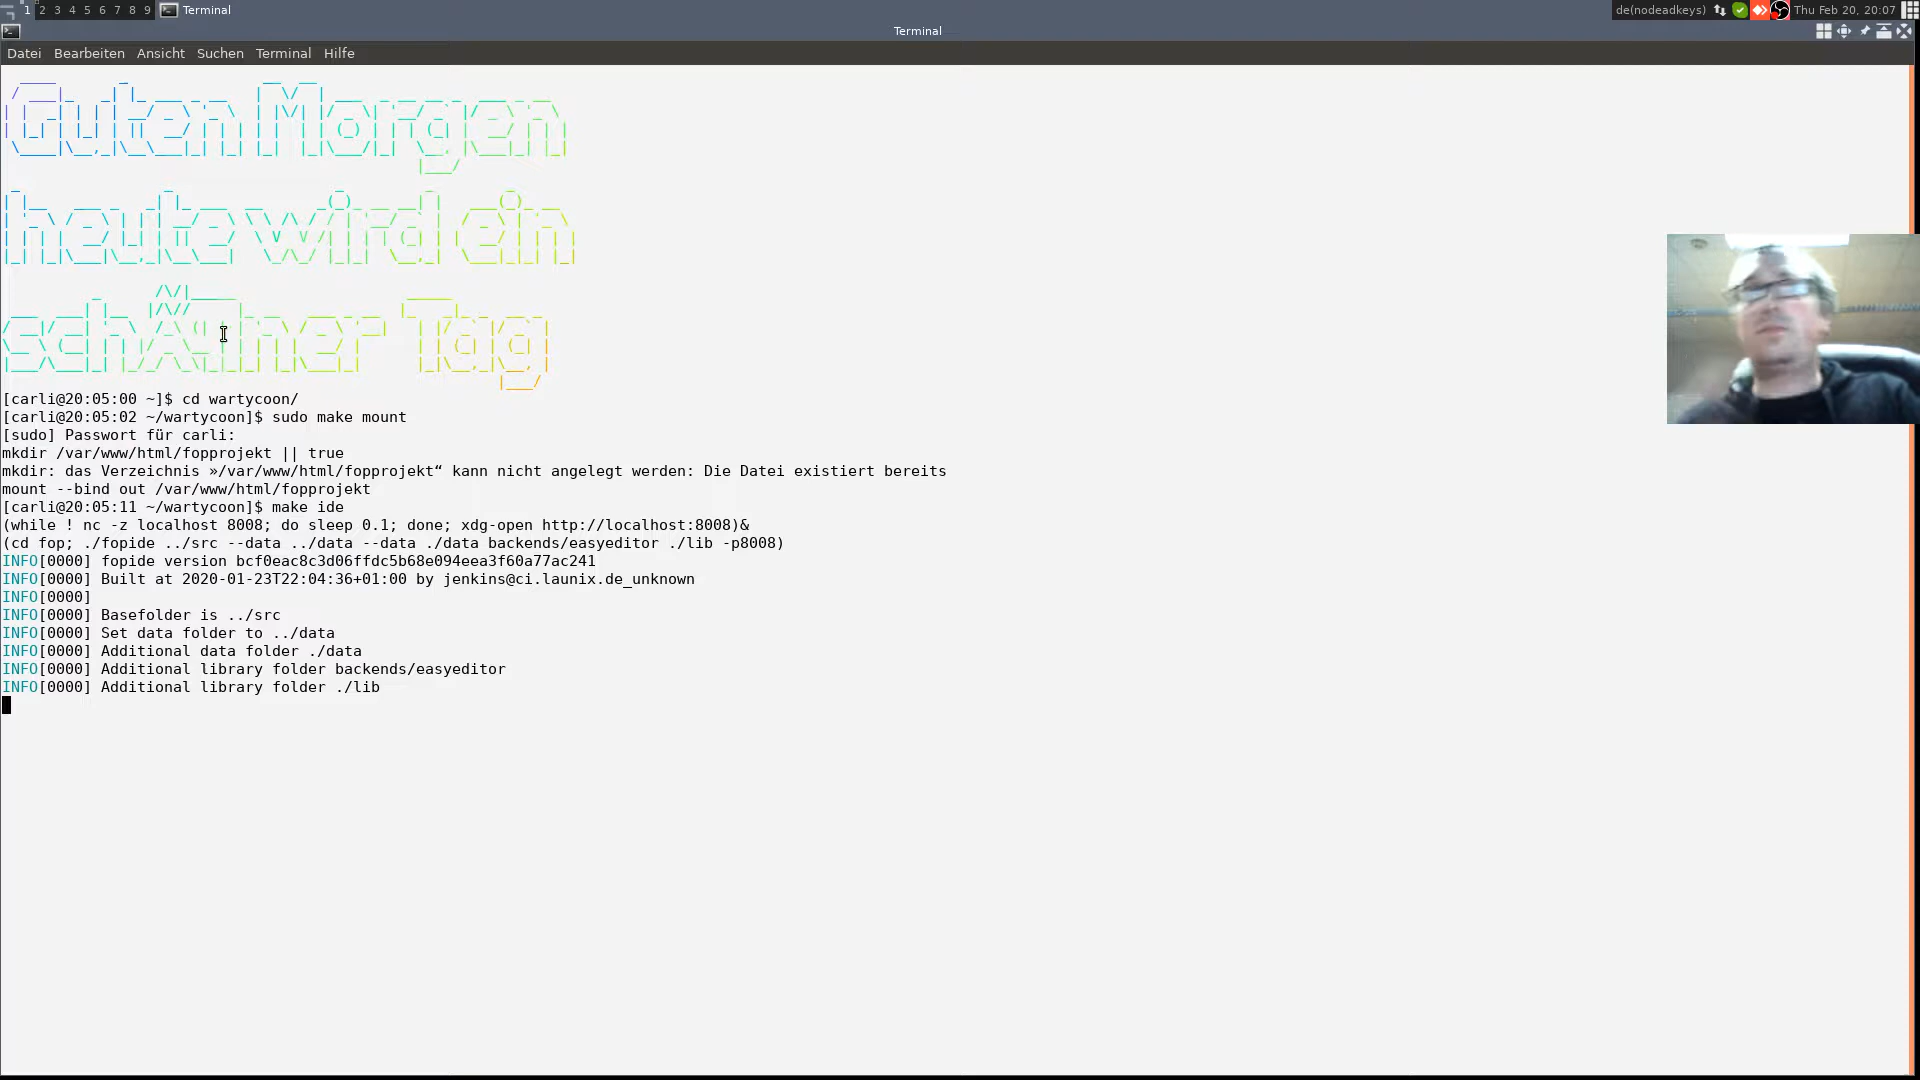 1 2 3 4 5 6 7 8 9 Terminal de(nodeadkeys) Thu Feb 20, 20:07
Terminal
Datei Bearbeiten Ansicht Suchen Terminal Hilfe
Guten Morgen
heute wird ein
schÃ¶ner Tag
[carli@20:05:00 ~]$ cd wartycoon/
[carli@20:05:02 ~/wartycoon]$ sudo make mount
[sudo] Passwort für carli:
mkdir /var/www/html/fopprojekt || true
mkdir: das Verzeichnis »/var/www/html/fopprojekt“ kann nicht angelegt werden: Die Datei existiert bereits
mount --bind out /var/www/html/fopprojekt
[carli@20:05:11 ~/wartycoon]$ make ide
(while ! nc -z localhost 8008; do sleep 0.1; done; xdg-open http://localhost:8008)&
(cd fop; ./fopide ../src --data ../data --data ./data backends/easyeditor ./lib -p8008)
INFO[0000] fopide version bcf0eac8c3d06ffdc5b68e094eea3f60a77ac241
INFO[0000] Built at 2020-01-23T22:04:36+01:00 by jenkins@ci.launix.de_unknown
INFO[0000]
INFO[0000] Basefolder is ../src
INFO[0000] Set data folder to ../data
INFO[0000] Additional data folder ./data
INFO[0000] Additional library folder backends/easyeditor
INFO[0000] Additional library folder ./lib